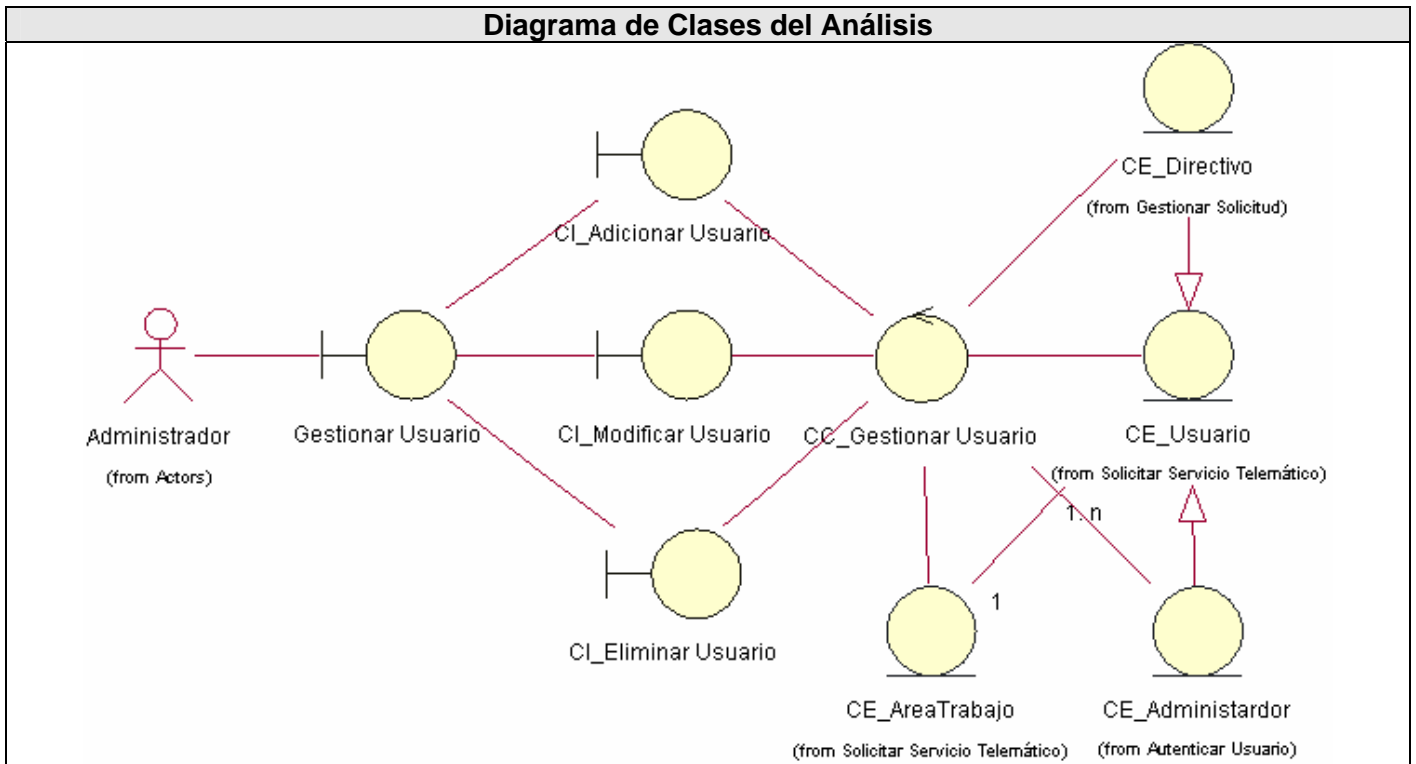 Diagrama de Clases del Análisis
CE_Directivo
(from Gestionar Solicitud)
CI_Adicionar Usuario
Administrador
(from Actors)
Gestionar Usuario
CI_Modificar Usuario
CC_Gestionar Usuario
CE_Usuario
(from Solicitar Servicio Telemático)
1..n
1
CI_Eliminar Usuario
CE_AreaTrabajo
(from Solicitar Servicio Telemático)
CE_Administardor
(from Autenticar Usuario)